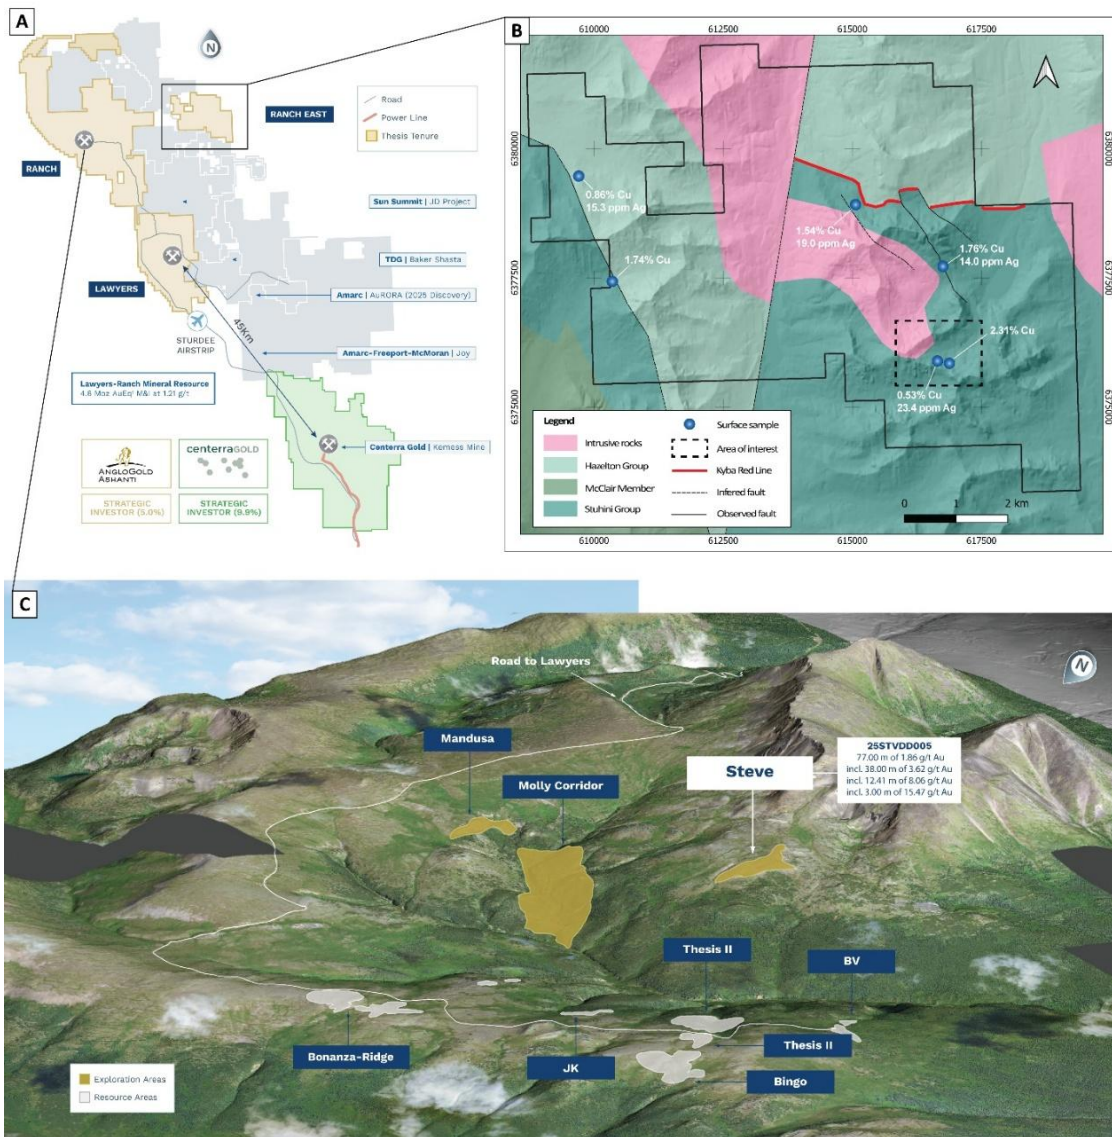 A
N
RANCH EAST
Road
Power Line
Thesis Tenure
RANCH
Sun Summit | JD Project
TDG | Baker Shasta
LAWYERS
Amarc | AuRORA (2025 Discovery)
45Km
STURDEE
AIRSTRIP
Amarc-Freeport-McMoran | Joy
Lawyers-Ranch Mineral Resource
4.8 Moz AuEq¹ M&I at 1.21 g/t
Centerra Gold | Kemess Mine
ANGLOGOLD
ASHANTI
centerraGOLD
STRATEGIC
INVESTOR (5.0%)
STRATEGIC
INVESTOR (9.9%)
B
610000
612500
615000
617500
6380000
6380000
6377500
6377500
6375000
6375000
0.86% Cu
15.3 ppm Ag
1.74% Cu
1.54% Cu
19.0 ppm Ag
1.76% Cu
14.0 ppm Ag
2.31% Cu
0.53% Cu
23.4 ppm Ag
Legend
Intrusive rocks
Hazelton Group
McClair Member
Stuhini Group
Surface sample
Area of interest
Kyba Red Line
Infered fault
Observed fault
0 1 2 km
610000
612500
615000
617500
C
N
Road to Lawyers
Mandusa
Molly Corridor
Steve
25STVDD005
77.00 m of 1.86 g/t Au
incl. 38.00 m of 3.62 g/t Au
incl. 12.41 m of 8.06 g/t Au
incl. 3.00 m of 15.47 g/t Au
Thesis II
BV
Bonanza-Ridge
JK
Thesis II
Bingo
Exploration Areas
Resource Areas